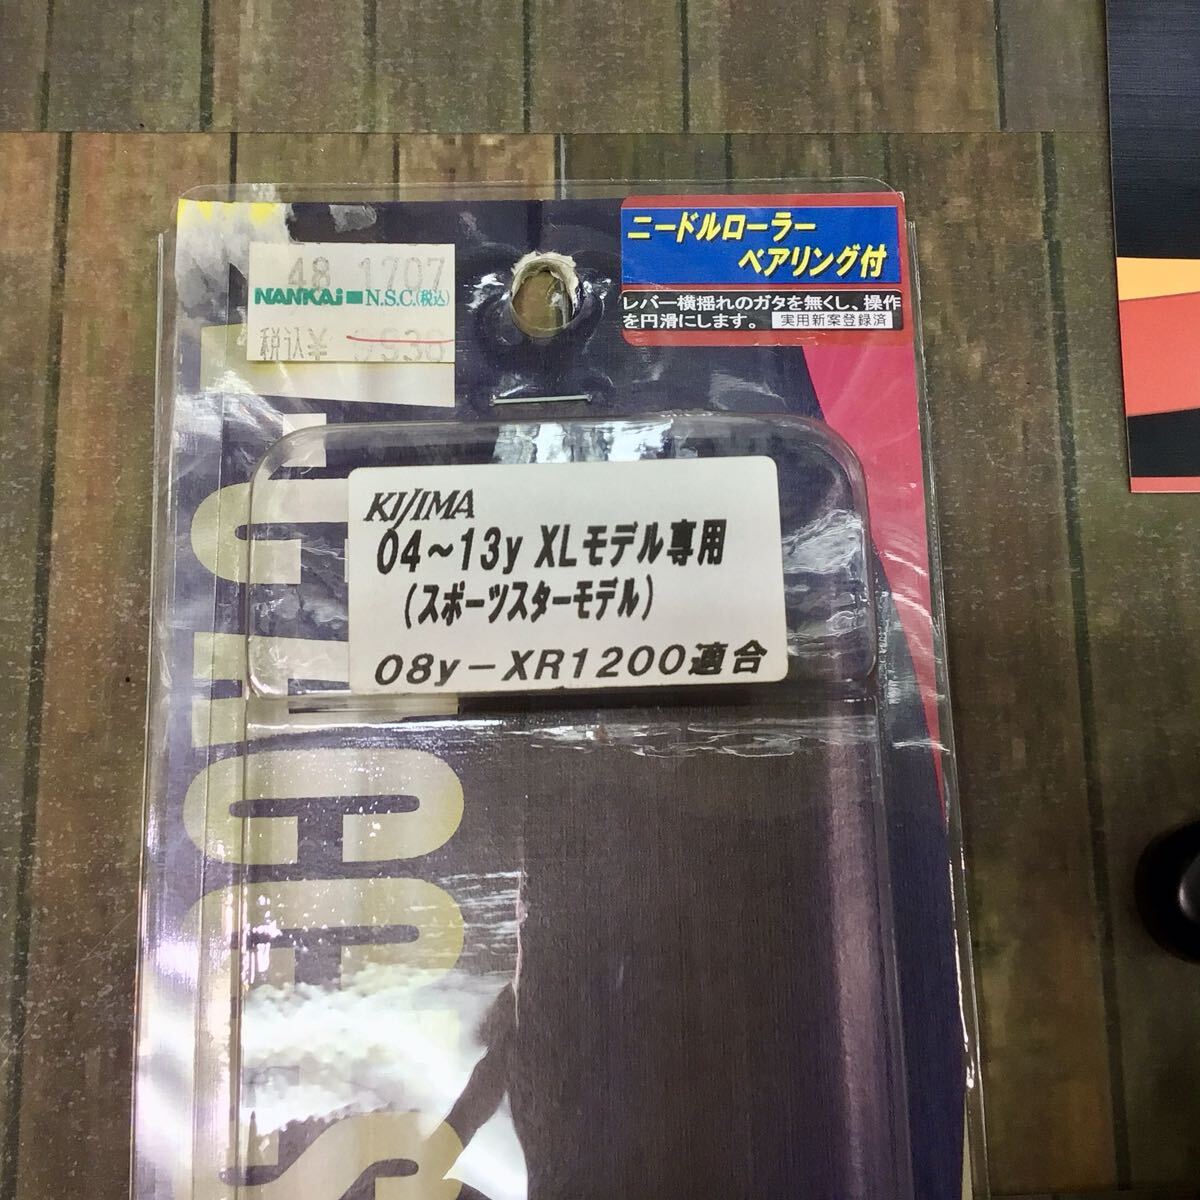 48 1707
NANKAi N.S.C.(税込)
税込¥
ニードルローラー
ベアリング付
レバー横揺れのガタを無くし、操作
を円滑にします。 実用新案登録済
KIJIMA
04～13y XLモデル専用
(スポーツスターモデル)
08y－XR1200適合